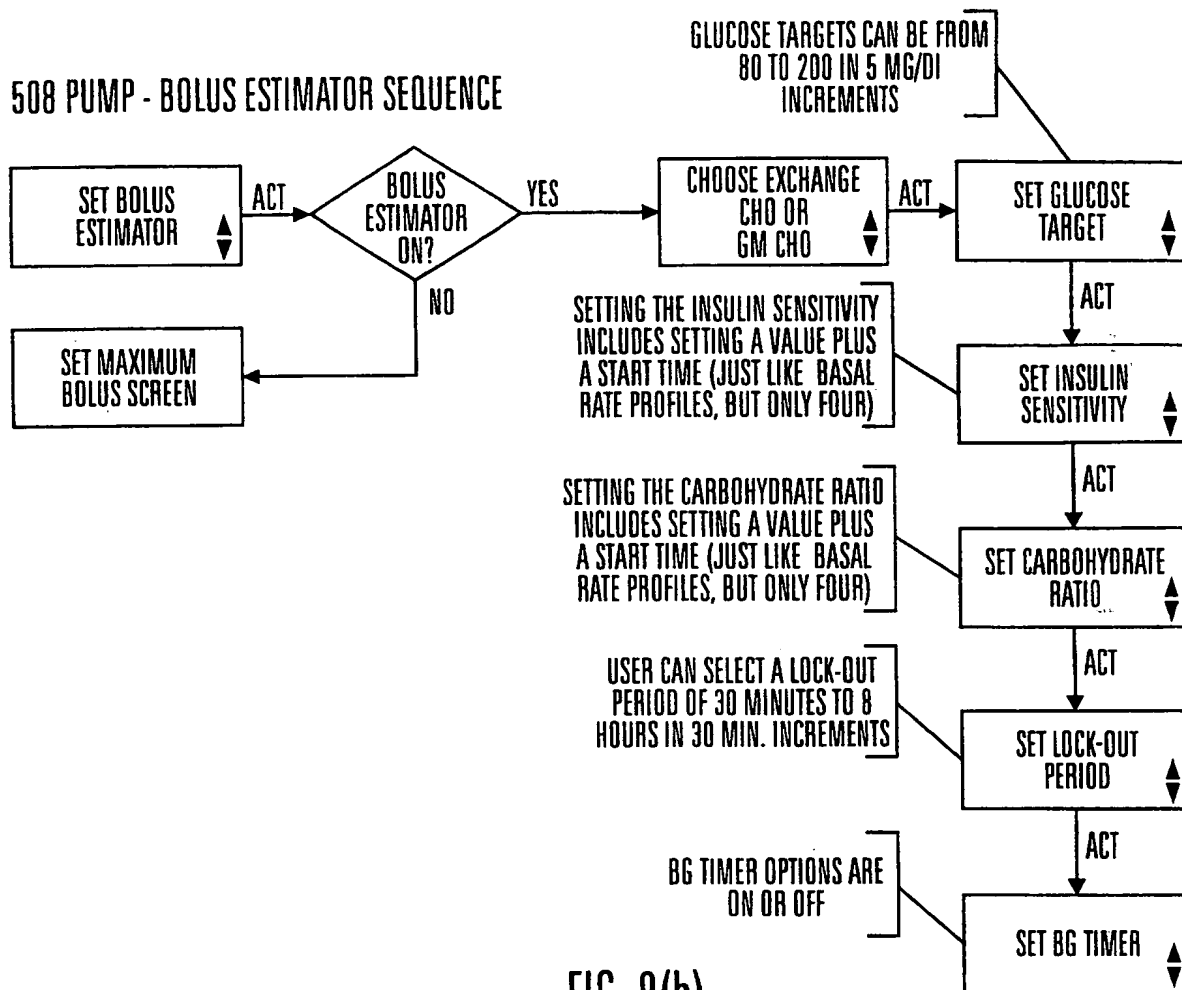 GLUCOSE TARGETS CAN BE FROM
80 TO 200 IN 5 MG/DI
INCREMENTS
508 PUMP - BOLUS ESTIMATOR SEQUENCE
SET BOLUS
ESTIMATOR
ACT
BOLUS
ESTIMATOR
ON?
YES
CHOOSE EXCHANGE
CHO OR
GM CHO
ACT
SET GLUCOSE
TARGET
NO
SET MAXIMUM
BOLUS SCREEN
ACT
SETTING THE INSULIN SENSITIVITY
INCLUDES SETTING A VALUE PLUS
A START TIME (JUST LIKE BASAL
RATE PROFILES, BUT ONLY FOUR)
SET INSULIN
SENSITIVITY
ACT
SETTING THE CARBOHYDRATE RATIO
INCLUDES SETTING A VALUE PLUS
A START TIME (JUST LIKE BASAL
RATE PROFILES, BUT ONLY FOUR)
SET CARBOHYDRATE
RATIO
ACT
USER CAN SELECT A LOCK-OUT
PERIOD OF 30 MINUTES TO 8
HOURS IN 30 MIN. INCREMENTS
SET LOCK-OUT
PERIOD
ACT
BG TIMER OPTIONS ARE
ON OR OFF
SET BG TIMER
FIG. 9(b)